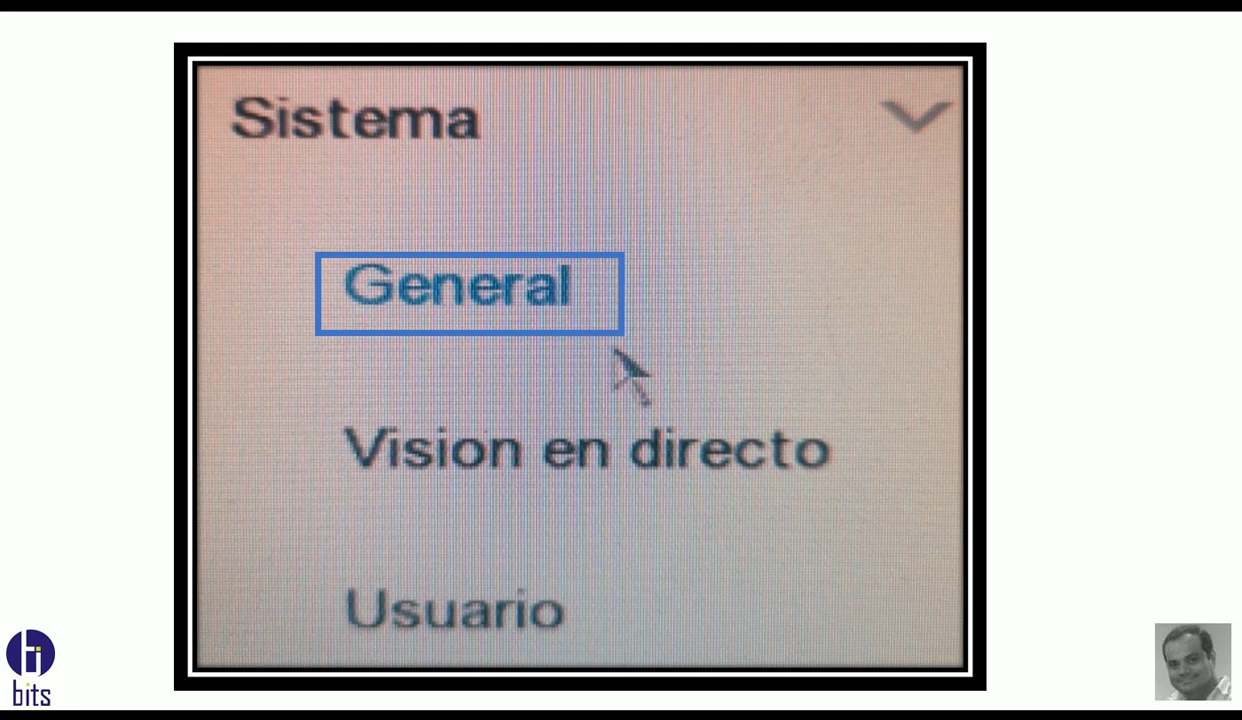 Sistema
General
Vision en directo
Usuario
bits